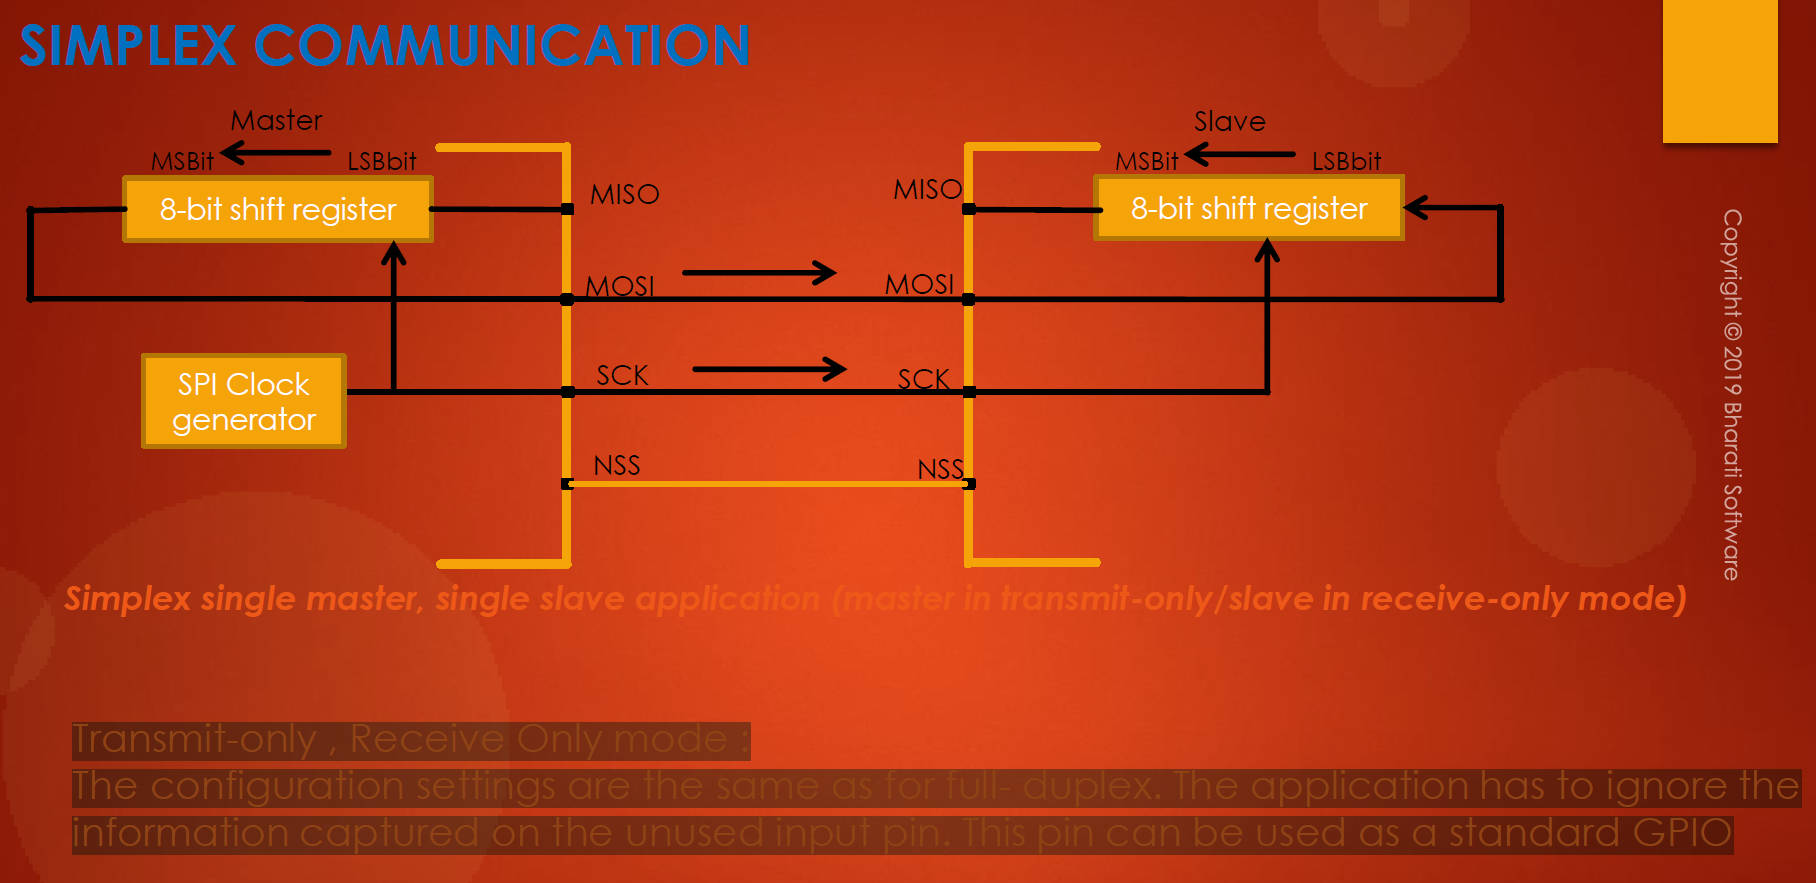 SIMPLEX COMMUNICATION
Master
MSBit LSBbit
8-bit shift register
MISO
MOSI
SPI Clock
generator
SCK
NSS
Slave
MSBit LSBbit
MISO
8-bit shift register
MOSI
SCK
NSS
Copyright © 2019 Bharati Software
Simplex single master, single slave application (master in transmit-only/slave in receive-only mode)
Transmit-only , Receive Only mode :
The configuration settings are the same as for full- duplex. The application has to ignore the
information captured on the unused input pin. This pin can be used as a standard GPIO